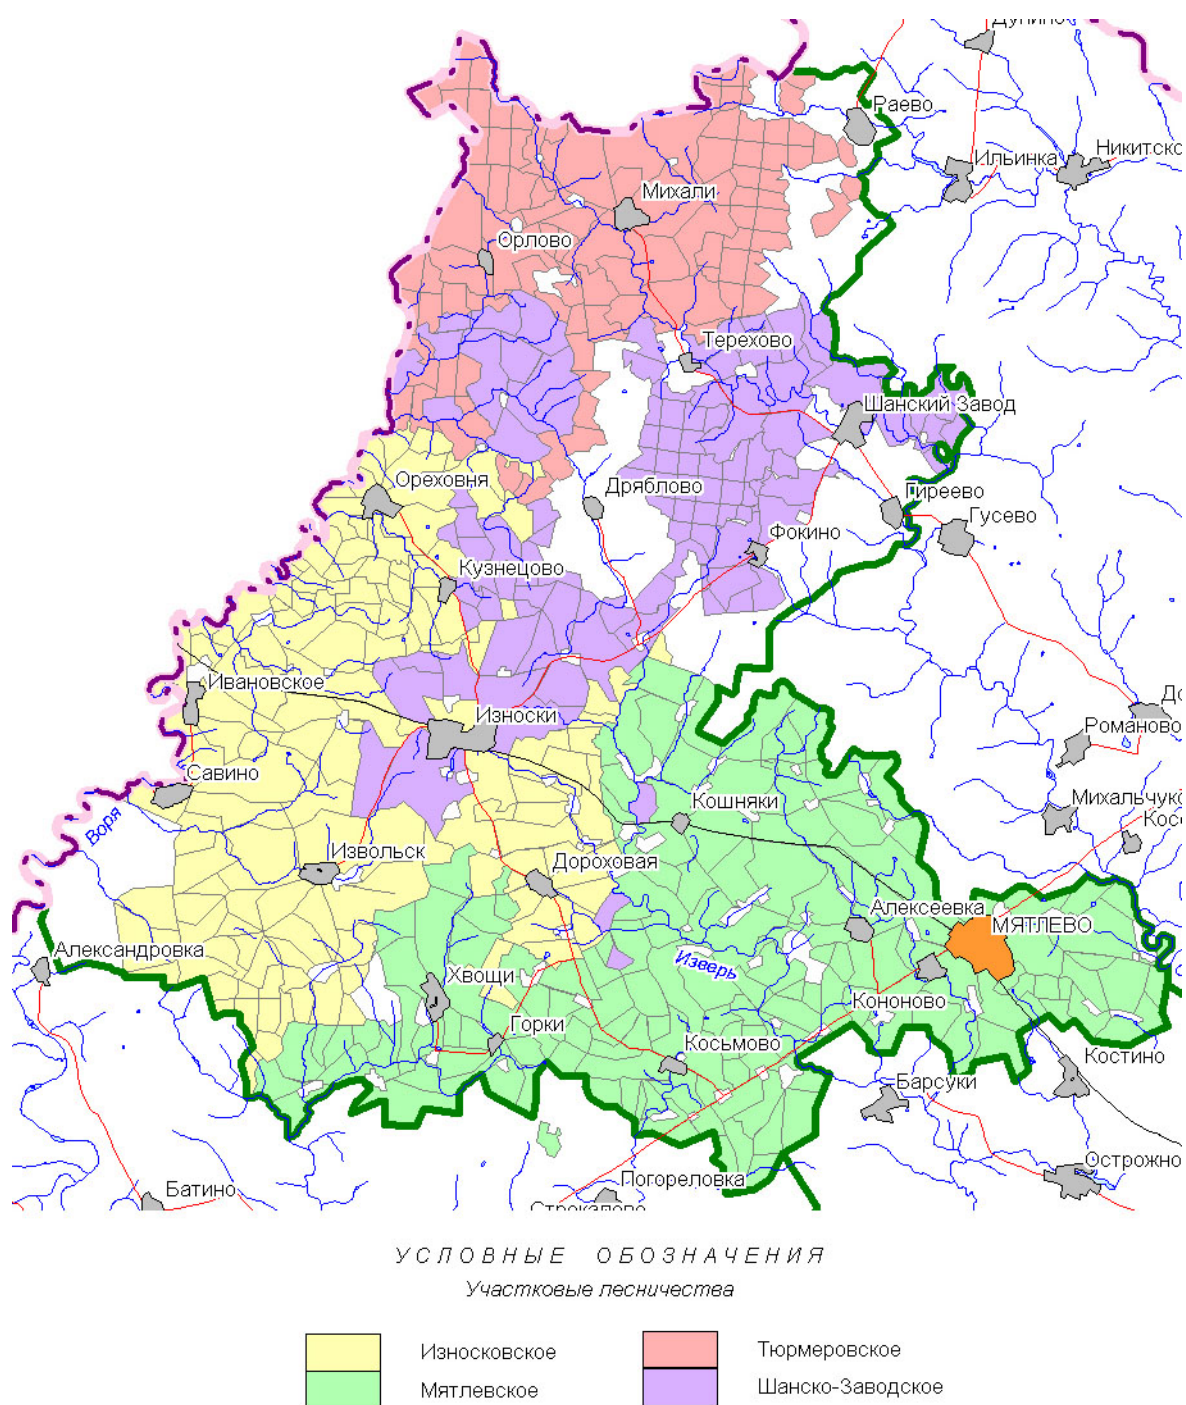 Дунино
Раево
Ильинка
Никитско
Михали
Орлово
Терехово
Шанский Завод
Ореховня
Дряблово
Гиреево
Гусево
Фокино
Кузнецово
Ивановское
Износки
До
Романово
Савино
Кошняки
Михальчуко
Кос
Воря
Извольск
Дороховая
Алексеевка
МЯТЛЕВО
Александровка
Изверь
Хвощи
Кононово
Горки
Косьмово
Костино
Барсуки
Острожно
Погореловка
Батино
УСЛОВНЫЕ ОБОЗНАЧЕНИЯ
Участковые лесничества
Износковское
Тюрмеровское
Мятлевское
Шанско-Заводское